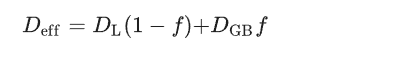 D_eff = D_L(1 − f)+D_GB f